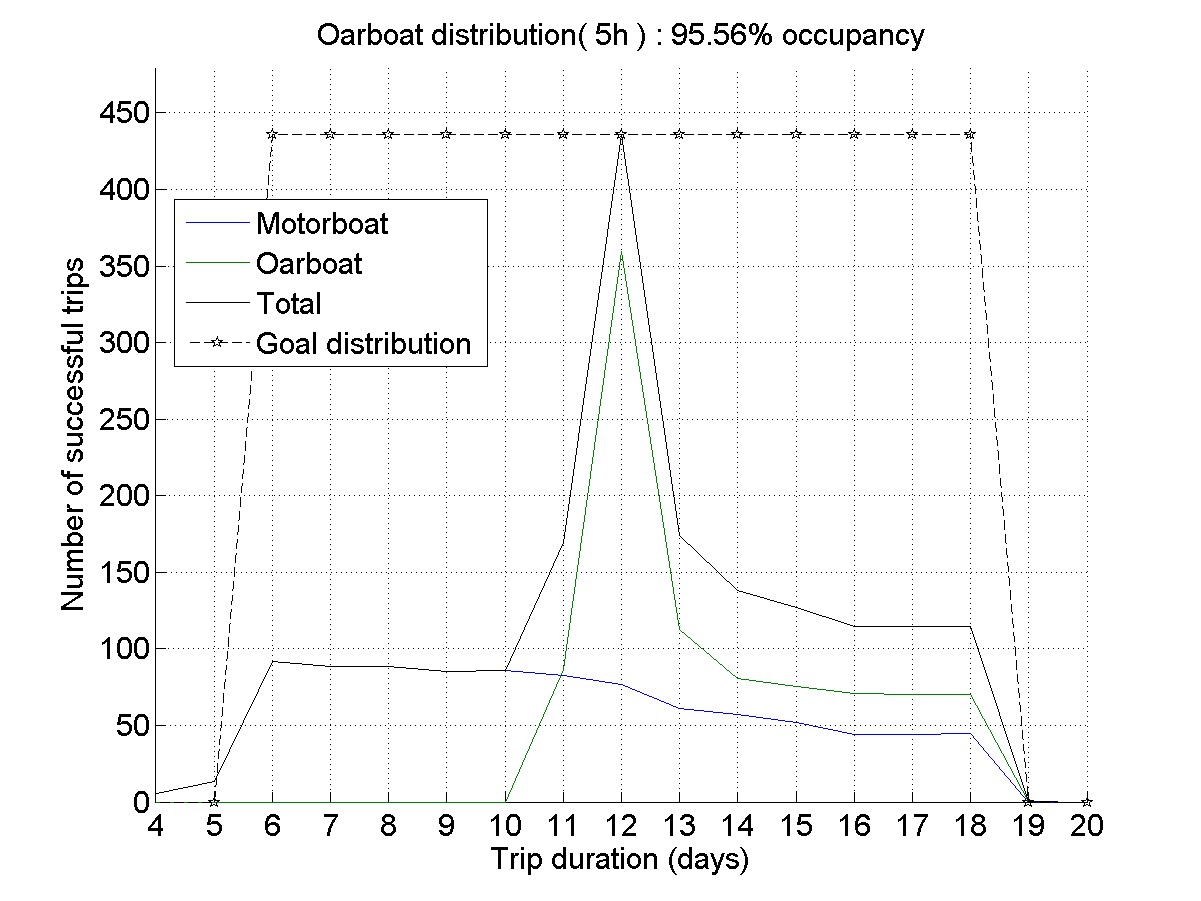 Oarboat distribution( 5h ) : 95.56% occupancy
450
400
350
300
250
200
150
100
50
0
Number of successful trips
Motorboat
Oarboat
Total
Goal distribution
4 5 6 7 8 9 10 11 12 13 14 15 16 17 18 19 20
Trip duration (days)